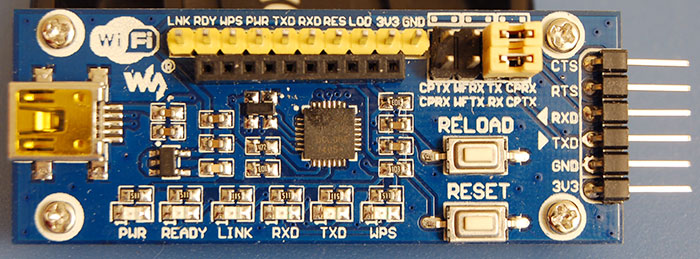 LNK RDY WPS PWR TXD RXD RES LOD 3V3 GND
WiFi
CPTX WFRX TX CPRX
CPRX WFTX RX CPTX
CTS
RTS
RXD
TXD
GND
3V3
RELOAD
RESET
PWR READY LINK RXD TXD WPS